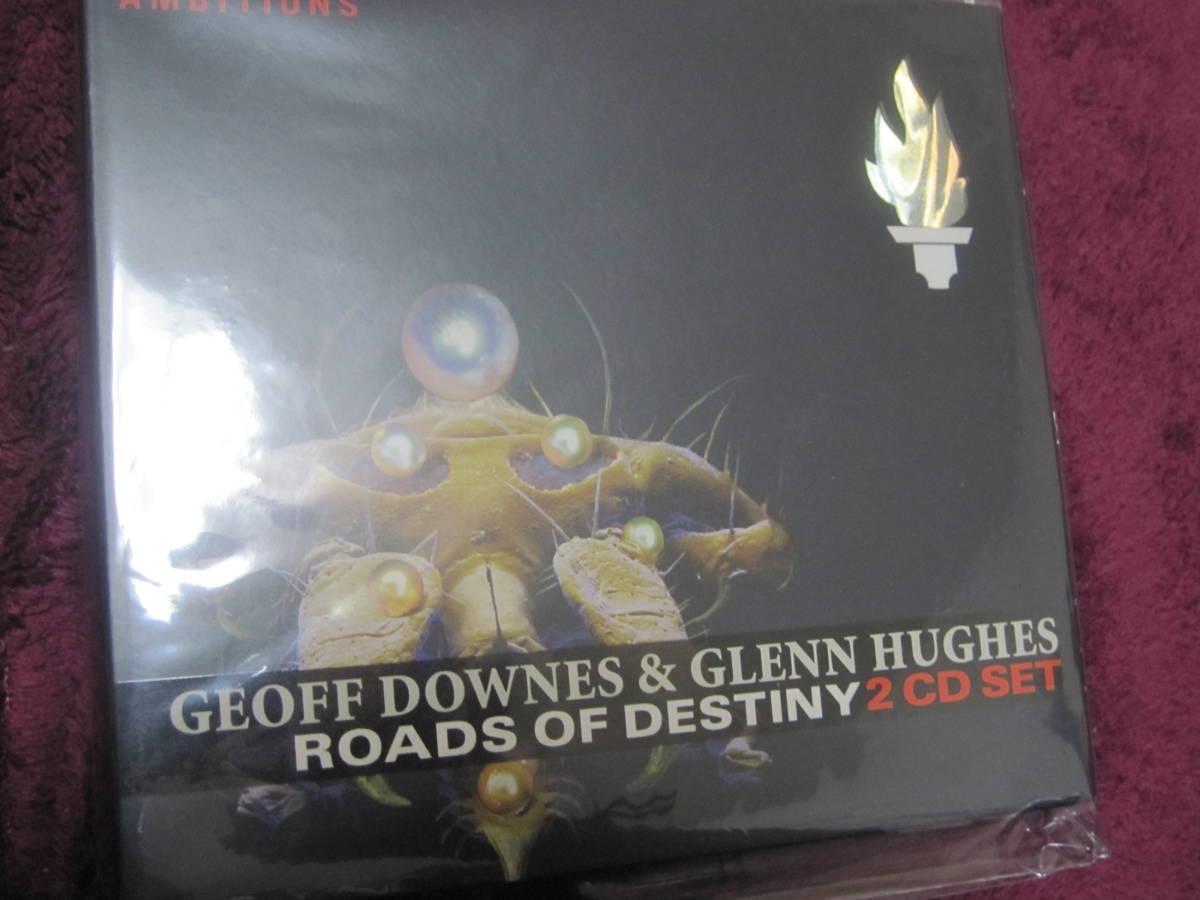 AMBITIONS
GEOFF DOWNES & GLENN HUGHES
ROADS OF DESTINY 2 CD SET